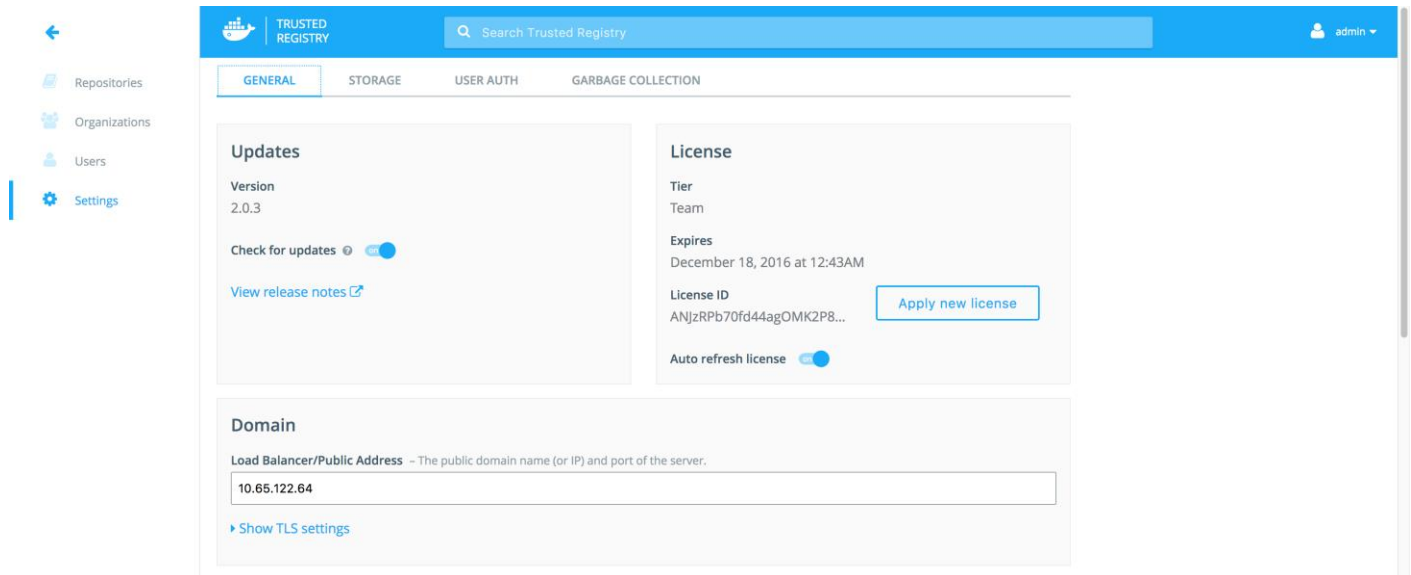 TRUSTED
REGISTRY
Search Trusted Registry
admin
Repositories
Organizations
Users
Settings
GENERAL STORAGE USER AUTH GARBAGE COLLECTION
Updates
Version
2.0.3
Check for updates
on
View release notes
License
Tier
Team
Expires
December 18, 2016 at 12:43AM
License ID
ANJzRPb70fd44agOMK2P8...
Apply new license
Auto refresh license
on
Domain
Load Balancer/Public Address – The public domain name (or IP) and port of the server.
10.65.122.64
Show TLS settings